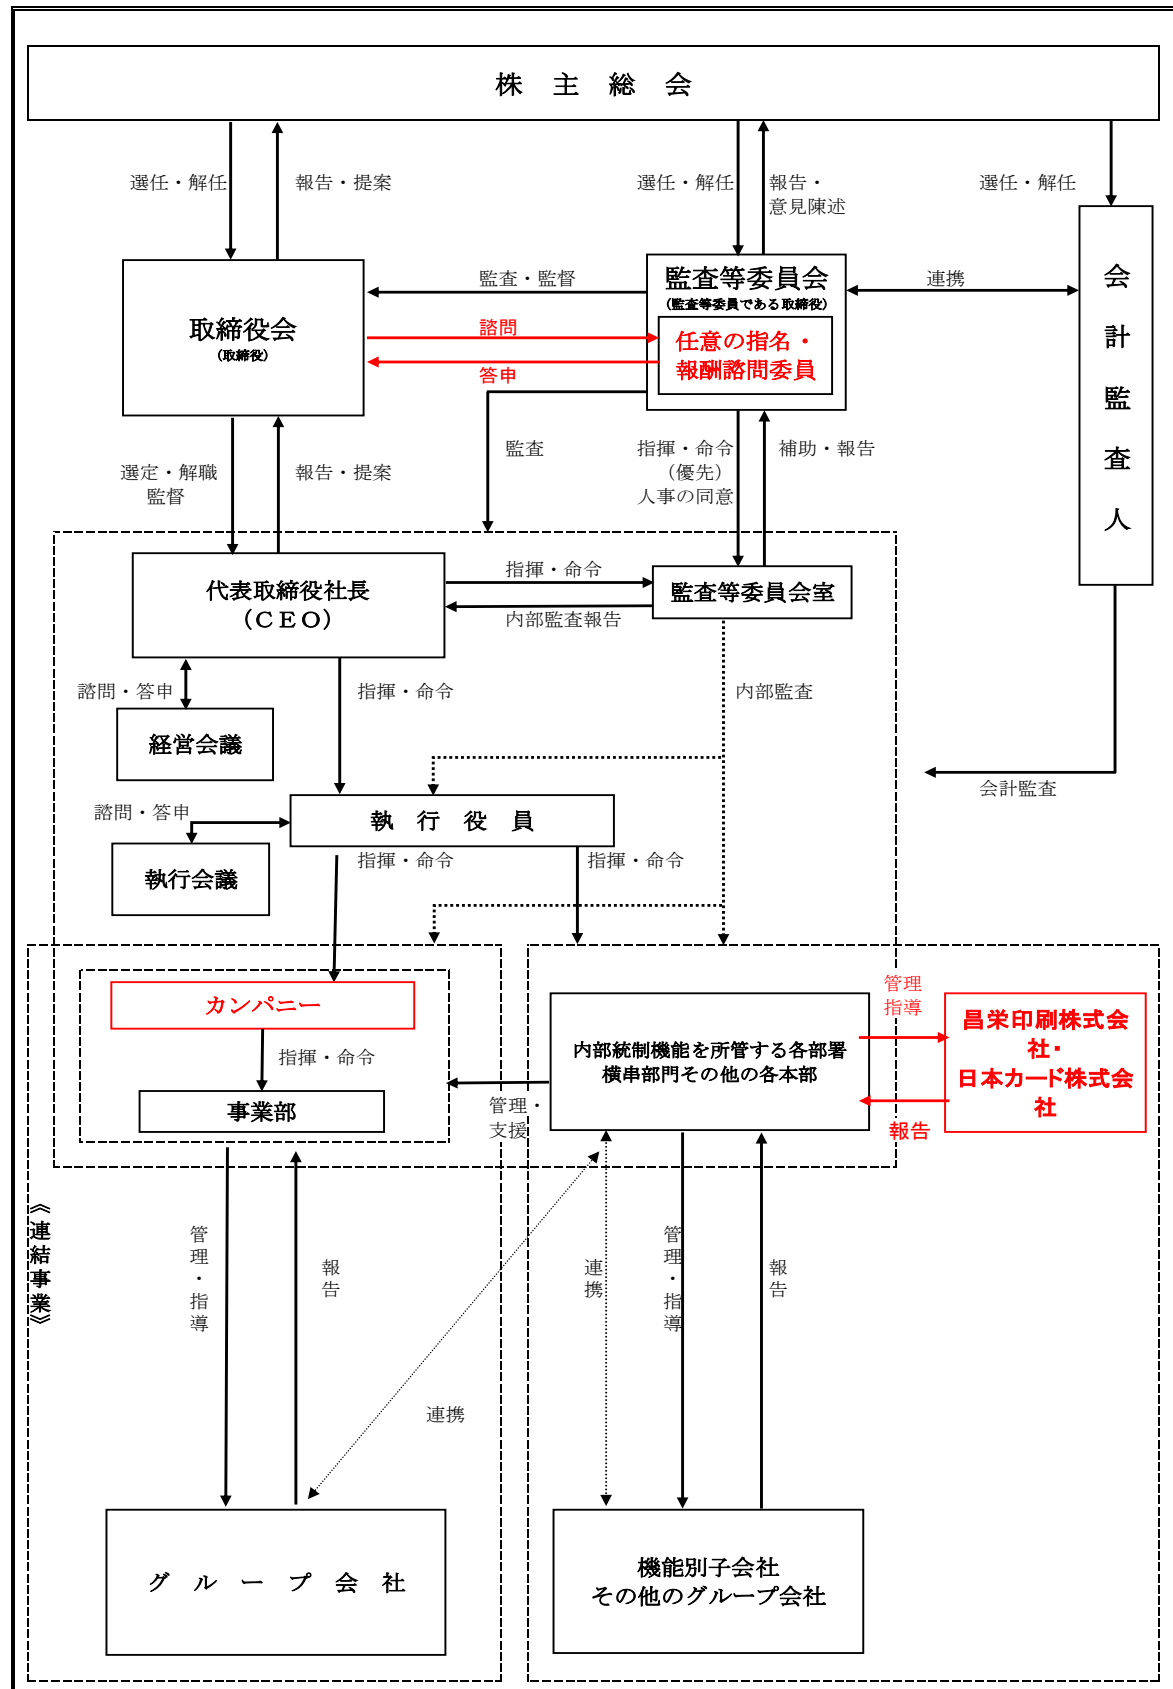 株 主 総 会
選任・解任
報告・提案
選任・解任
報告・
意見陳述
選任・解任
取締役会
(取締役)
監査・監督
諮問
答申
監査等委員会
(監査等委員である取締役)
任意の指名・
報酬諮問委員
連携
会
計
監
査
人
選定・解職
監督
報告・提案
監査
指揮・命令
(優先)
人事の同意
補助・報告
代表取締役社長
(CEO)
指揮・命令
内部監査報告
監査等委員会室
諮問・答申
指揮・命令
内部監査
経営会議
会計監査
諮問・答申
執 行 役 員
執行会議
指揮・命令
指揮・命令
カンパニー
指揮・命令
事業部
内部統制機能を所管する各部署
横串部門その他の各本部
管理・
支援
管理
指導
昌栄印刷株式会
社・
日本カード株式会
社
報告
《連結事業》
管理・指導
報告
連携
連携
管理・指導
報告
グ ル ー プ 会 社
機能別子会社
その他のグループ会社